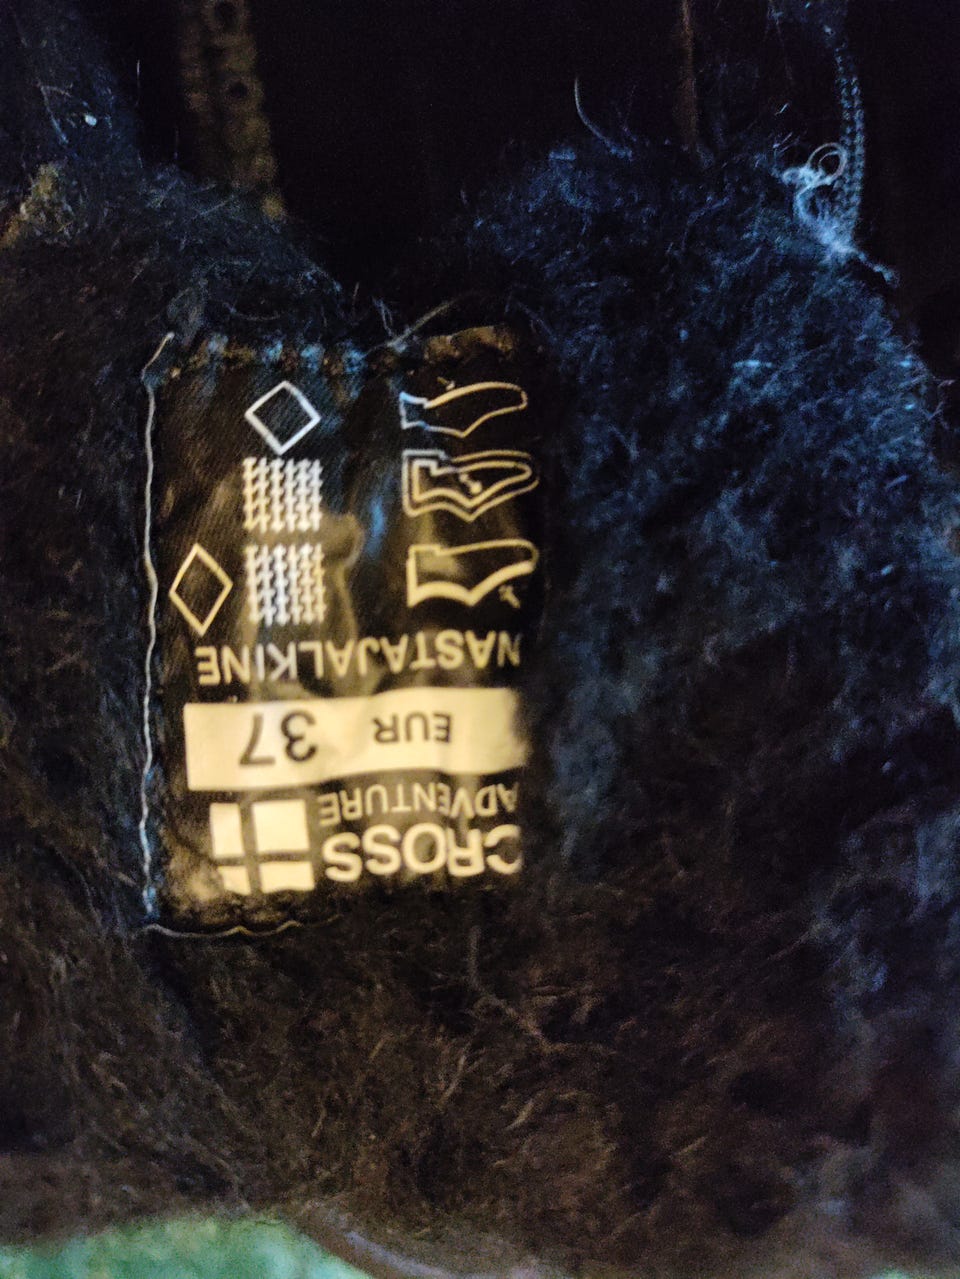 CROSS
ADVENTURE
EUR 37
NASTAJALKINE